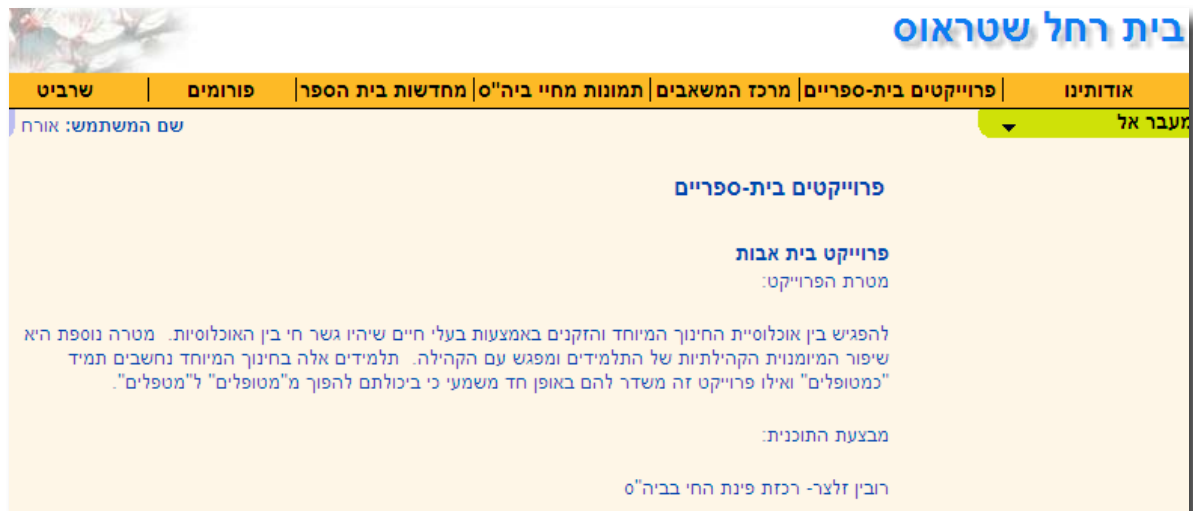 בית רחל שטראוס
אודותינו | פרוייקטים בית-ספריים | מרכז המשאבים | תמונות מחיי ביה"ס | מחדשות בית הספר | פורומים | שרביט
מעבר אל
שם המשתמש: אורח
פרוייקטים בית-ספריים
פרוייקט בית אבות
מטרת הפרוייקט:
להפגיש בין אוכלוסיית החינוך המיוחד והזקנים באמצעות בעלי חיים שיהיו גשר חי בין האוכלוסיות. מטרה נוספת היא
שיפור המיומנוית הקהילתיות של התלמידים ומפגש עם הקהילה. תלמידים אלה בחינוך המיוחד נחשבים תמיד
"כמטופלים" ואילו פרוייקט זה משדר להם באופן חד משמעי כי ביכולתם להפוך מ"מטופלים" ל"מטפלים".
מבצעת התוכנית:
רובין זלצר- רכזת פינת החי בביה"ס